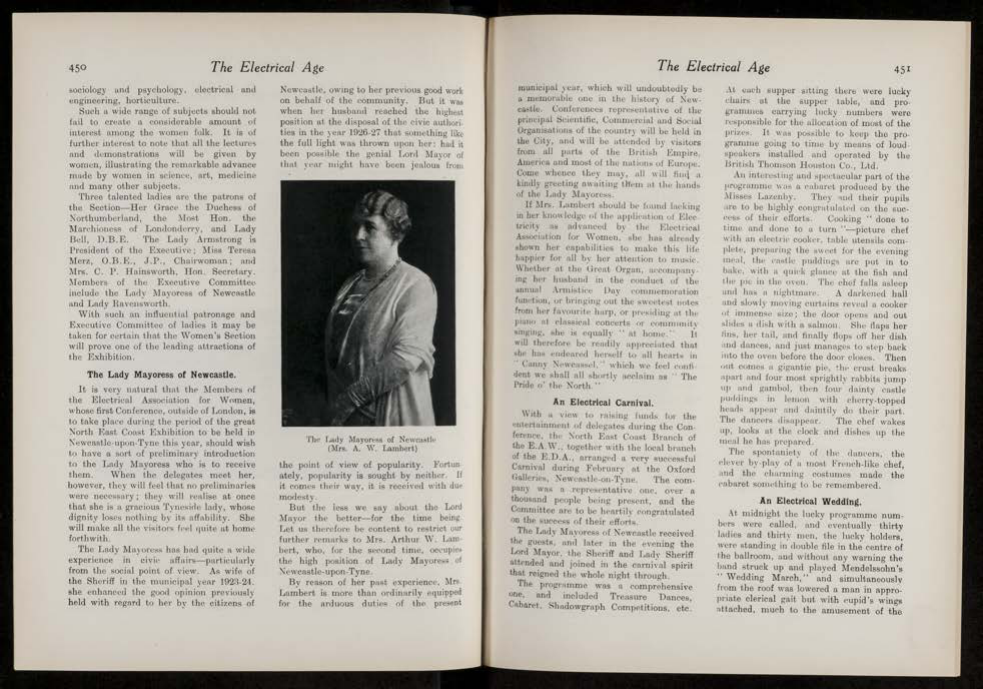 450
The Electrical Age
sociology and psychology, electrical and
engineering, horticulture.
Such a wide range of subjects should not
fail to create a considerable amount of
interest among the women folk. It is of
further interest to note that all the lectures
and demonstrations will be given by
women, illustrating the remarkable advance
made by women in science, art, medicine
and many other subjects.
Three talented ladies are the patrons of
the Section—Her Grace the Duchess of
Northumberland, the Most Hon. the
Marchioness of Londonderry, and Lady
Bell, D.B.E. The Lady Armstrong is
President of the Executive; Miss Teresa
Merz, O.B.E., J.P., Chairwoman; and
Mrs. C. P. Hainsworth, Hon. Secretary.
Members of the Executive Committee
include the Lady Mayoress of Newcastle
and Lady Ravensworth.
With such an influential patronage and
Executive Committee of ladies it may be
taken for certain that the Women's Section
will prove one of the leading attractions of
the Exhibition.
The Lady Mayoress of Newcastle.
It is very natural that the Members of
the Electrical Association for Women,
whose first Conference, outside of London, is
to take place during the period of the great
North East Coast Exhibition to be held in
Newcastle-upon-Tyne this year, should wish
to have a sort of preliminary introduction
to the Lady Mayoress who is to receive
them. When the delegates meet her,
however, they will feel that no preliminaries
were necessary; they will realise at once
that she is a gracious Tyneside lady, whose
dignity loses nothing by its affability. She
will make all the visitors feel quite at home
forthwith.
The Lady Mayoress has had quite a wide
experience in civic affairs—particularly
from the social point of view. As wife of
the Sheriff in the municipal year 1923-24,
she enhanced the good opinion previously
held with regard to her by the citizens of
Newcastle, owing to her previous good work
on behalf of the community. But it was
when her husband reached the highest
position at the disposal of the civic authori-
ties in the year 1926-27 that something like
the full light was thrown upon her: had it
been possible the genial Lord Mayor of
that year might have been jealous from
The Lady Mayoress of Newcastle
(Mrs. A. W. Lambert)
the point of view of popularity. Fortun-
ately, popularity is sought by neither. If
it comes their way, it is received with due
modesty.
But the less we say about the Lord
Mayor the better—for the time being.
Let us therefore be content to restrict our
further remarks to Mrs. Arthur W. Lam-
bert, who, for the second time, occupies
the high position of Lady Mayoress of
Newcastle-upon-Tyne.
By reason of her past experience, Mrs.
Lambert is more than ordinarily equipped
for the arduous duties of the present
The Electrical Age
451
municipal year, which will undoubtedly be
a memorable one in the history of New-
castle. Conferences representative of the
principal Scientific, Commercial and Social
Organisations of the country will be held in
the City, and will be attended by visitors
from all parts of the British Empire,
America and most of the nations of Europe.
Come whence they may, all will find a
kindly greeting awaiting them at the hands
of the Lady Mayoress.
If Mrs. Lambert should be found lacking
in her knowledge of the application of Elec-
tricity as advanced by the Electrical
Association for Women, she has already
shown her capabilities to make this life
happier for all by her attention to music.
Whether at the Great Organ, accompany-
ing her husband in the conduct of the
annual Armistice Day commemoration
function, or bringing out the sweetest notes
from her favourite harp, or presiding at the
piano at classical concerts or community
singing, she is equally "at home." It
will therefore be readily appreciated that
she has endeared herself to all hearts in
"Canny Newcassel," which we feel confi-
dent we shall all shortly acclaim as "The
Pride o' the North."
An Electrical Carnival.
With a view to raising funds for the
entertainment of delegates during the Con-
ference, the North East Coast Branch of
the E.A.W., together with the local branch
of the E.D.A., arranged a very successful
Carnival during February at the Oxford
Galleries, Newcastle-on-Tyne. The com-
pany was a representative one, over a
thousand people being present, and the
Committee are to be heartily congratulated
on the success of their efforts.
The Lady Mayoress of Newcastle received
the guests, and later in the evening the
Lord Mayor, the Sheriff and Lady Sheriff
attended and joined in the carnival spirit
that reigned the whole night through.
The programme was a comprehensive
one, and included Treasure Dances,
Cabaret, Shadowgraph Competitions, etc.
At each supper sitting there were lucky
chairs at the supper table, and pro-
grammes carrying lucky numbers were
responsible for the allocation of most of the
prizes. It was possible to keep the pro-
gramme going to time by means of loud-
speakers installed and operated by the
British Thomson Houston Co., Ltd.
An interesting and spectacular part of the
programme was a cabaret produced by the
Misses Lazenby. They and their pupils
are to be highly congratulated on the suc-
cess of their efforts. Cooking "done to
time and done to a turn"—picture chef
with an electric cooker, table utensils com-
plete, preparing the sweet for the evening
meal, the castle puddings are put in to
bake, with a quick glance at the fish and
the pie in the oven. The chef falls asleep
and has a nightmare. A darkened hall
and slowly moving curtains reveal a cooker
of immense size; the door opens and out
slides a dish with a salmon. She flaps her
fins, her tail, and finally flops off her dish
and dances, and just manages to step back
into the oven before the door closes. Then
out comes a gigantic pie, the crust breaks
apart and four most sprightly rabbits jump
up and gambol, then four dainty castle
puddings in lemon with cherry-topped
heads appear and daintily do their part.
The dancers disappear. The chef wakes
up, looks at the clock and dishes up the
meal he has prepared.
The spontaniety of the dancers, the
clever by-play of a most French-like chef,
and the charming costumes made the
cabaret something to be remembered.
An Electrical Wedding.
At midnight the lucky programme num-
bers were called, and eventually thirty
ladies and thirty men, the lucky holders,
were standing in double file in the centre of
the ballroom, and without any warning the
band struck up and played Mendelssohn's
"Wedding March," and simultaneously
from the roof was lowered a man in appro-
priate clerical gait but with cupid's wings
attached, much to the amusement of the